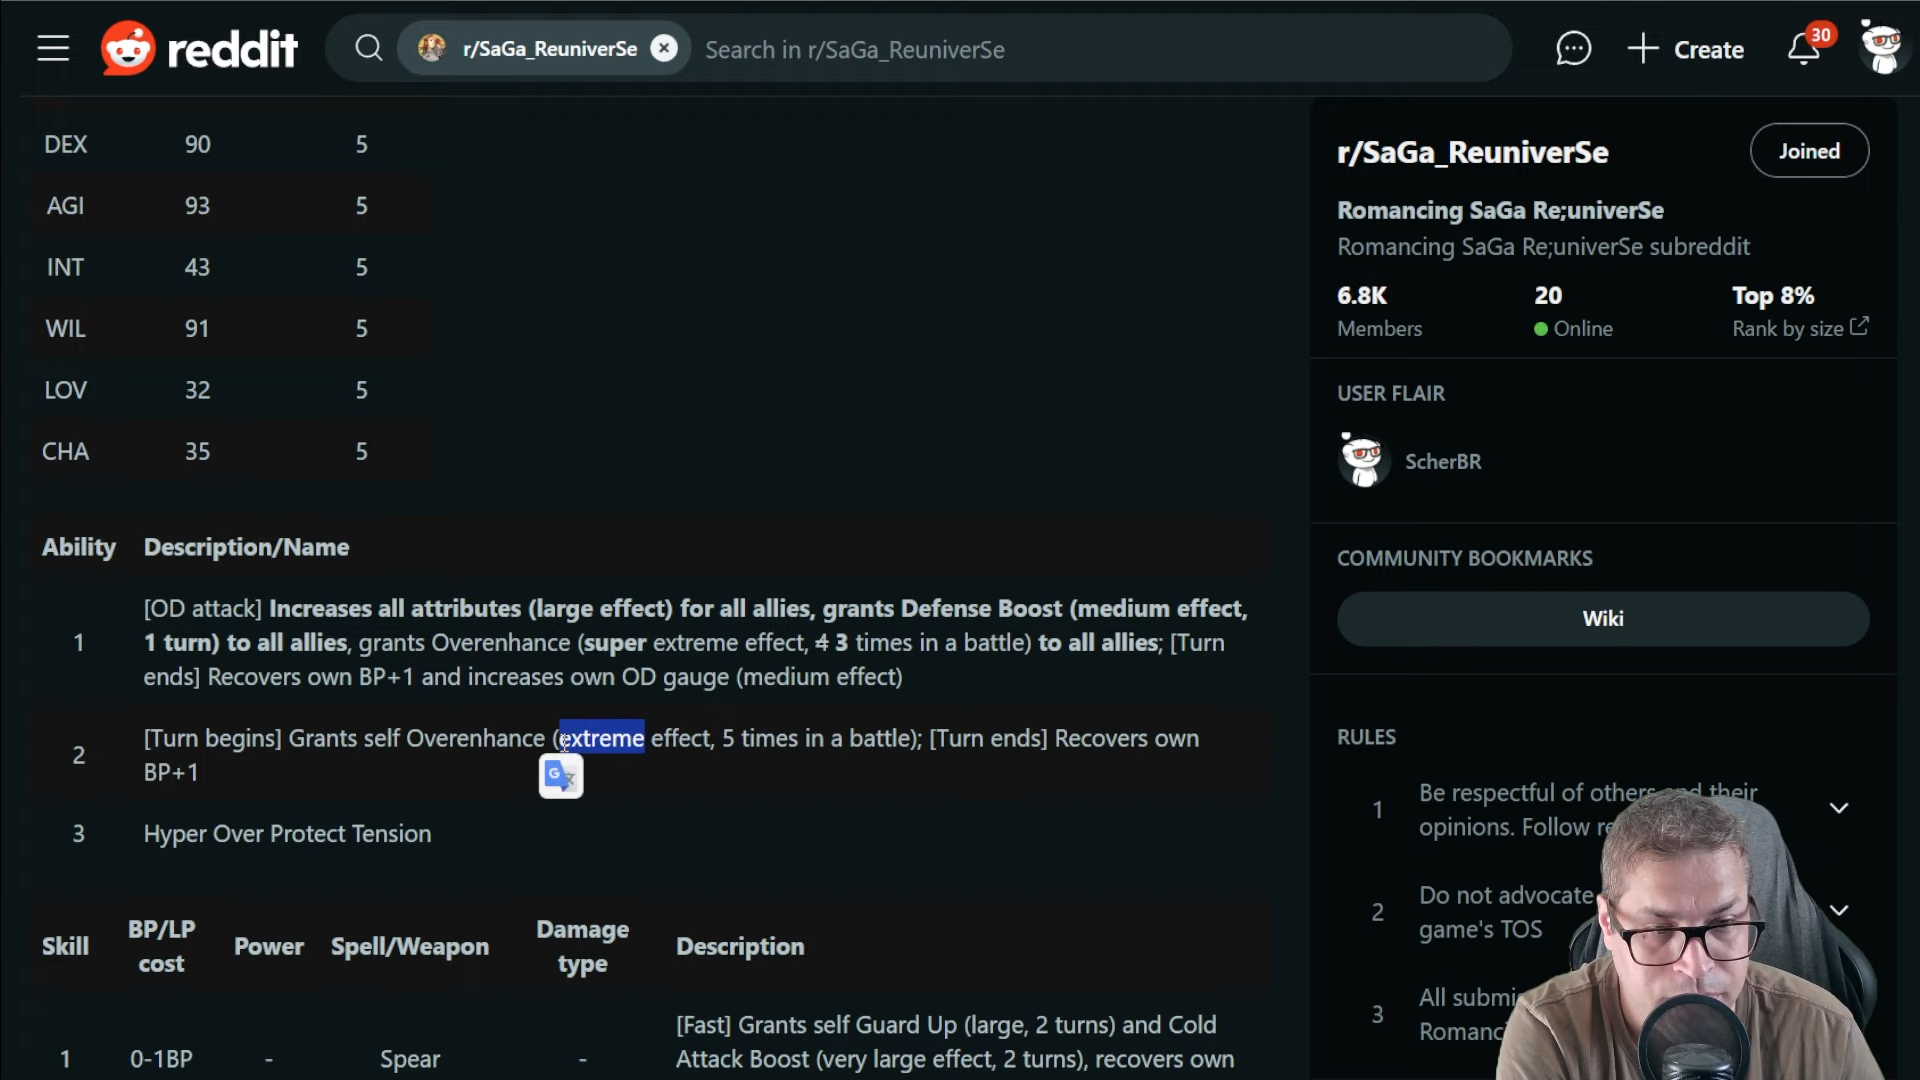 reddit
r/SaGa_ReuniverSe
Search in r/SaGa_ReuniverSe
Create
30
DEX 90 5
AGI 93 5
INT 43 5
WIL 91 5
LOV 32 5
CHA 35 5
Ability Description/Name
1
[OD attack] Increases all attributes (large effect) for all allies, grants Defense Boost (medium effect,
1 turn) to all allies, grants Overenhance (super extreme effect, 4 3 times in a battle) to all allies; [Turn
ends] Recovers own BP+1 and increases own OD gauge (medium effect)
2
[Turn begins] Grants self Overenhance (extreme effect, 5 times in a battle); [Turn ends] Recovers own
BP+1
3 Hyper Over Protect Tension
Skill BP/LP cost Power Spell/Weapon Damage type Description
1 0-1BP - Spear -
[Fast] Grants self Guard Up (large, 2 turns) and Cold
Attack Boost (very large effect, 2 turns), recovers own
r/SaGa_ReuniverSe
Joined
Romancing SaGa Re;univerSe
Romancing SaGa Re;univerSe subreddit
6.8K 20 Top 8%
Members Online Rank by size
USER FLAIR
ScherBR
COMMUNITY BOOKMARKS
Wiki
RULES
1
Be respectful of others and their
opinions. Follow
2
Do not advocate
game's TOS
3
All